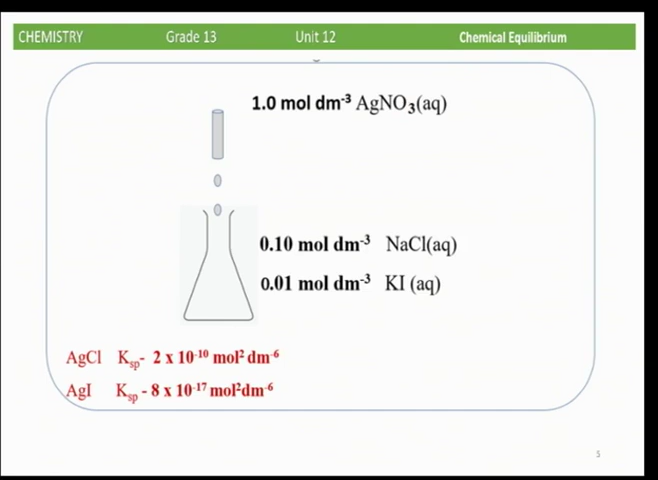 CHEMISTRY Grade 13 Unit 12 Chemical Equilibrium
1.0 mol dm⁻³ AgNO₃(aq)
0.10 mol dm⁻³ NaCl(aq)
0.01 mol dm⁻³ KI (aq)
AgCl Kₛₚ- 2 x 10⁻¹⁰ mol² dm⁻⁶
AgI Kₛₚ - 8 x 10⁻¹⁷ mol²dm⁻⁶
5